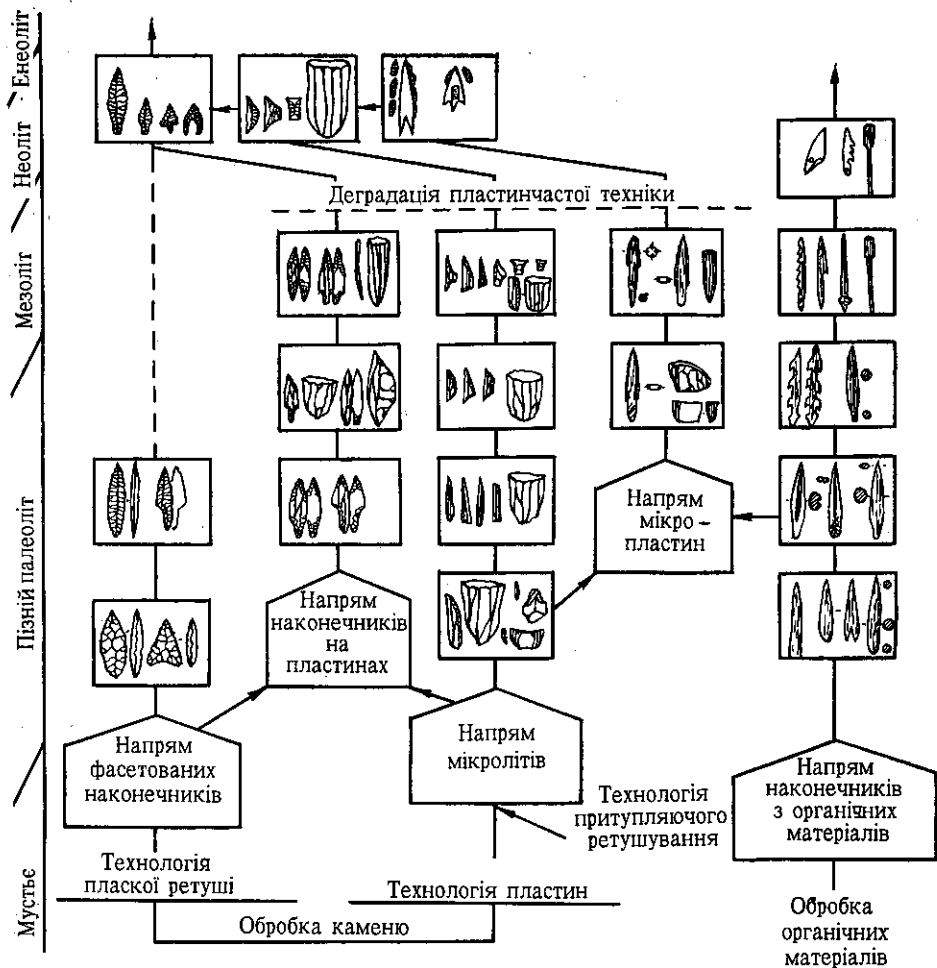 Енеоліт
Неоліт
Мезоліт
Пізній палеоліт
Мустьє
Деградація пластинчастої техніки
Напрям
мікро –
пластин
Напрям
наконечників
на
пластинах
Напрям
фасетованих
наконечників
Напрям
мікролітів
Технологія
притупляючого
ретушування
Напрям
наконечників
з органічних
матеріалів
Технологія
пласкої ретуші
Технологія пластин
Обробка каменю
Обробка
органічних
матеріалів